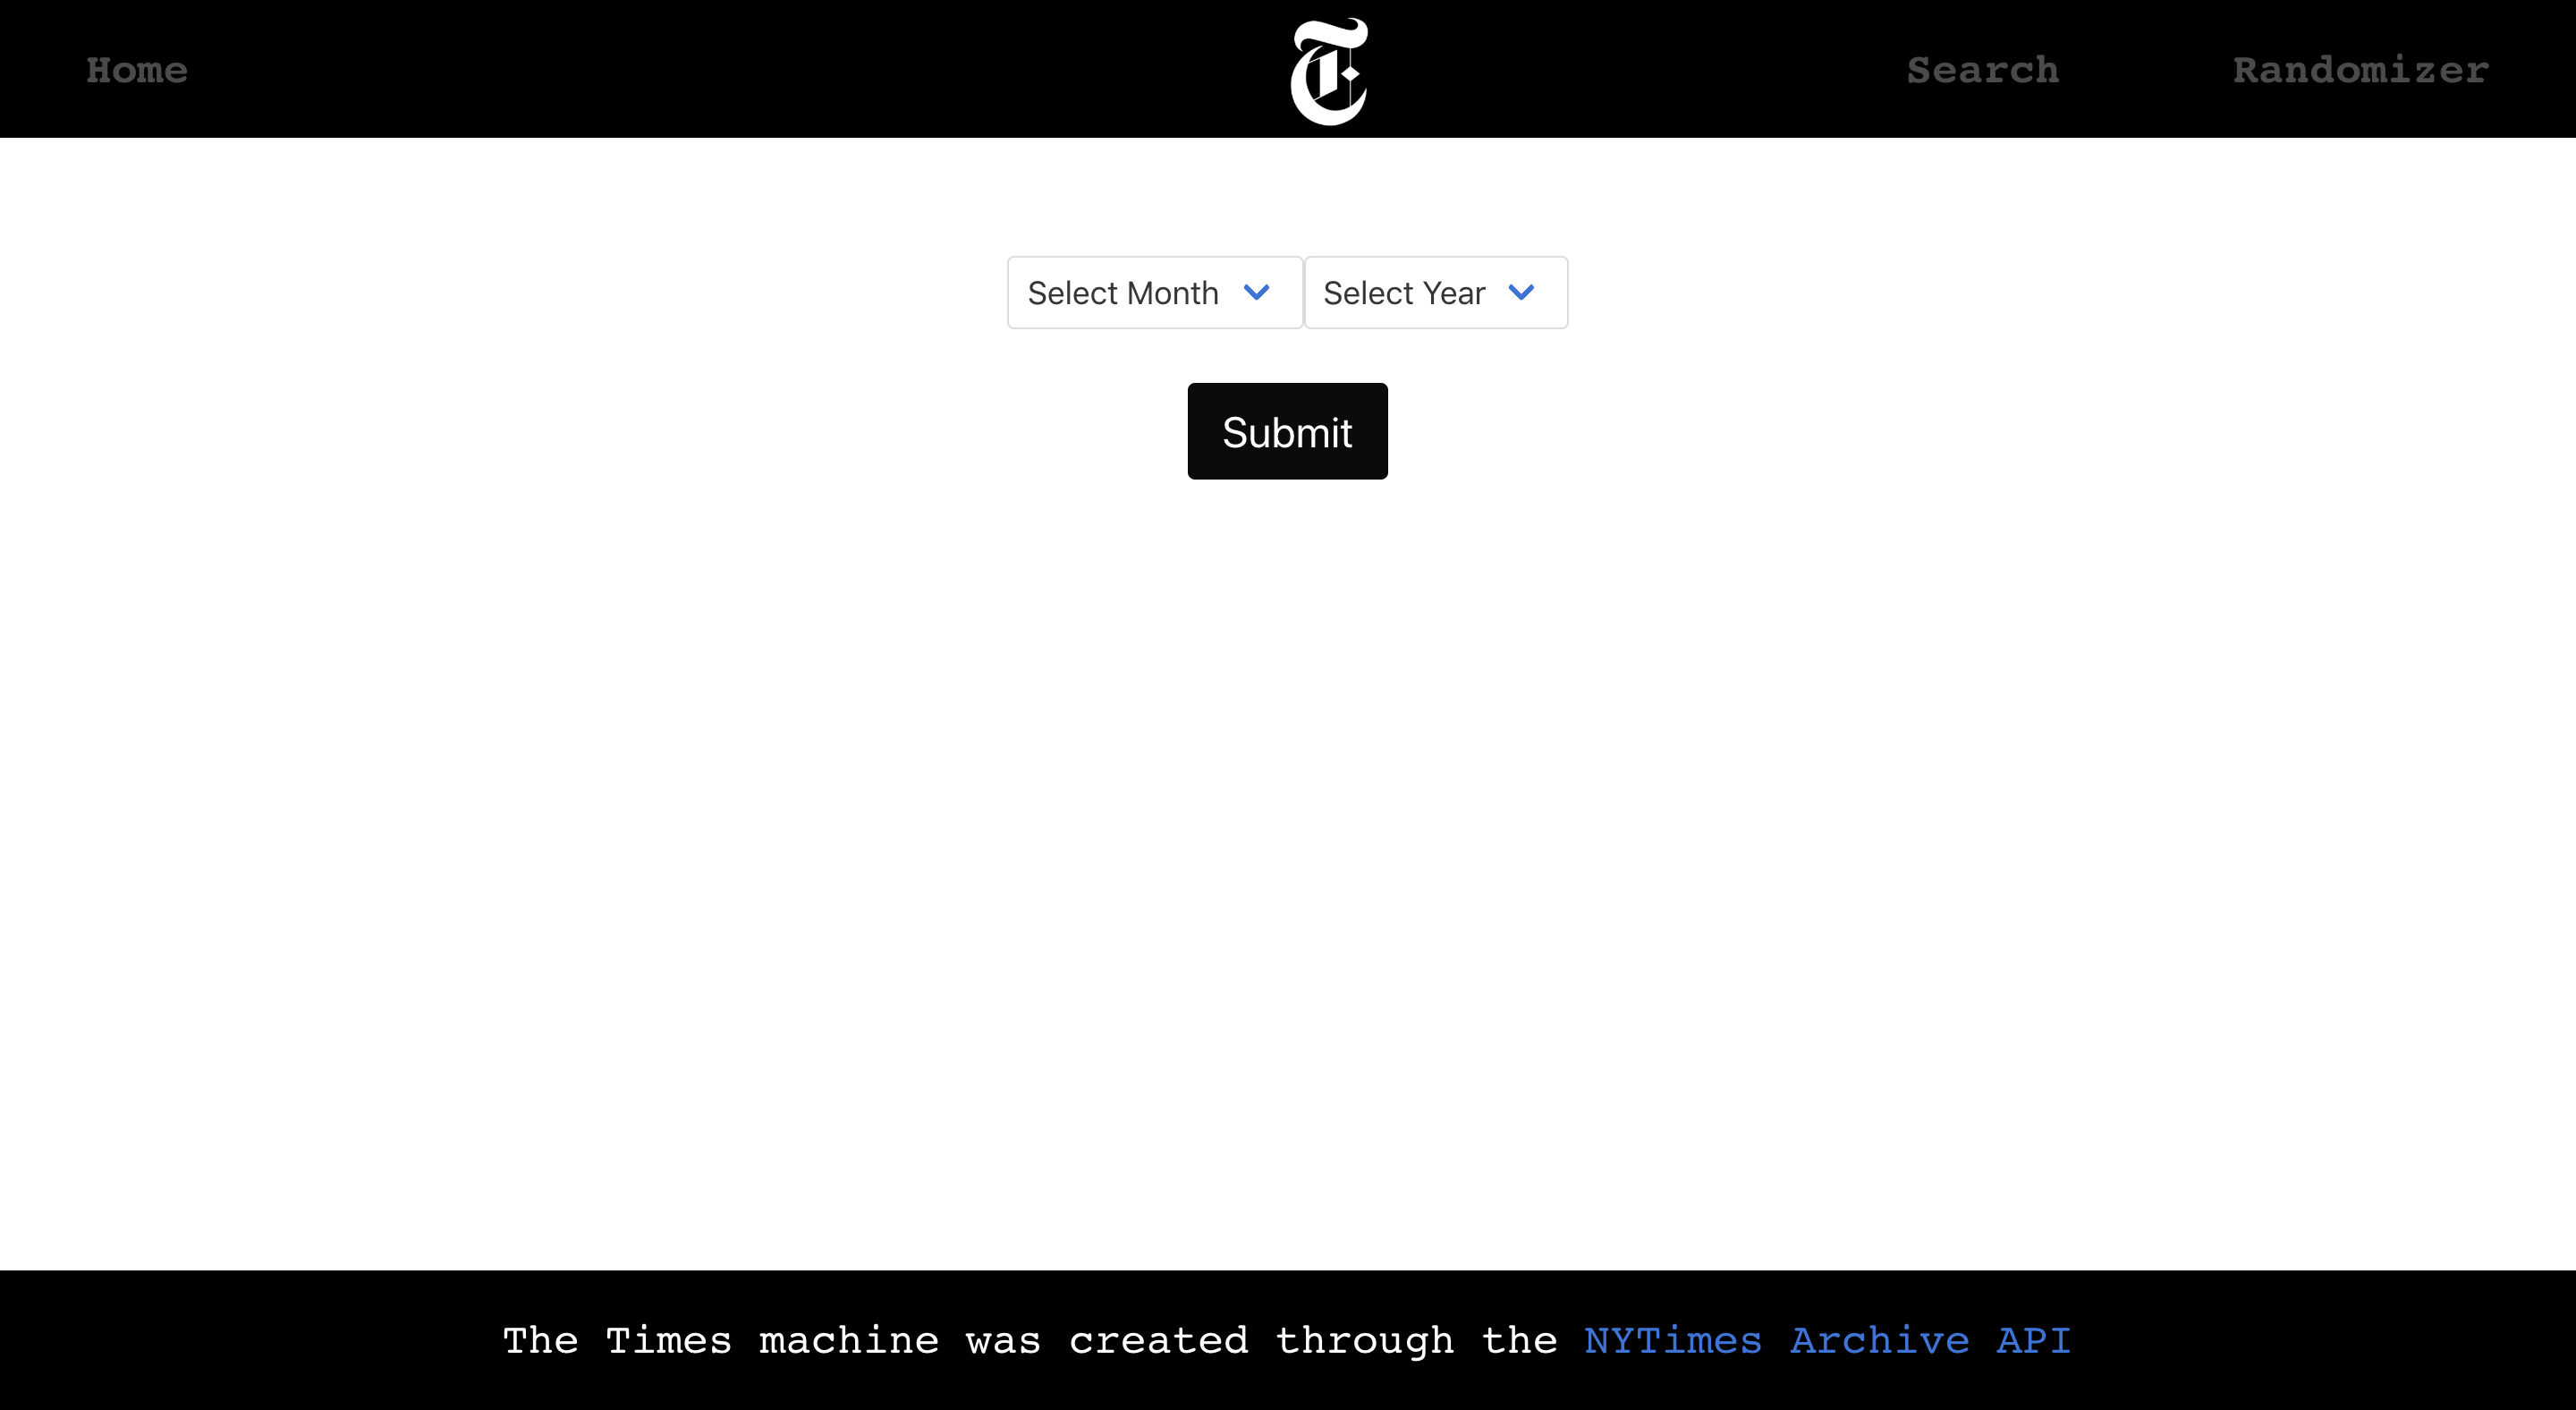 Home T Search Randomizer
Select Month Select Year
Submit
The Times machine was created through the NYTimes Archive API